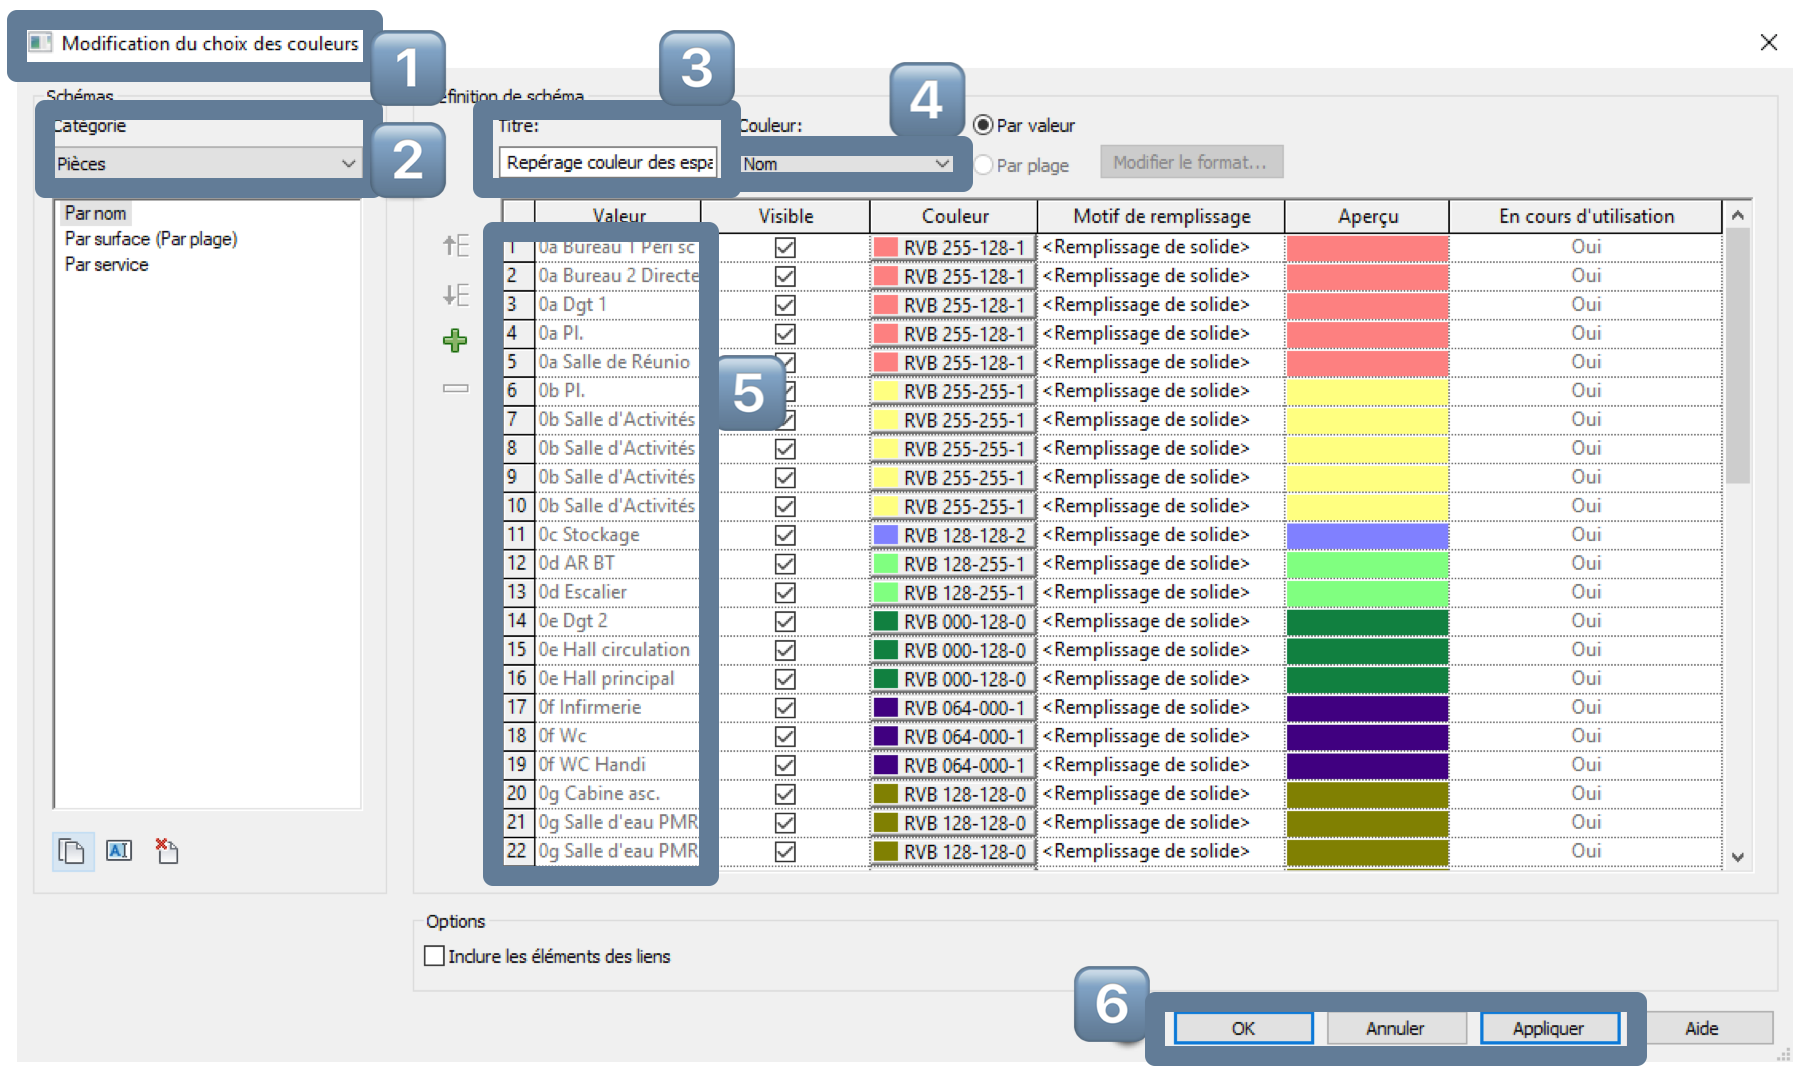 Modification du choix des couleurs
1
3
4
Schémas
éfinition de schéma
Catégorie
2
Titre:
Couleur:
Par valeur
Pièces
Repérage couleur des espa
Nom
Par plage
Modifier le format...
Par nom
Par surface (Par plage)
Par service
Valeur Visible Couleur Motif de remplissage Aperçu En cours d'utilisation
1 0a Bureau 1 Péri sc RVB 255-128-1 <Remplissage de solide> Oui
2 0a Bureau 2 Directe RVB 255-128-1 <Remplissage de solide> Oui
3 0a Dgt 1 RVB 255-128-1 <Remplissage de solide> Oui
4 0a Pl. RVB 255-128-1 <Remplissage de solide> Oui
5 0a Salle de Réunio RVB 255-128-1 <Remplissage de solide> Oui
5
6 0b Pl. RVB 255-255-1 <Remplissage de solide> Oui
7 0b Salle d'Activités RVB 255-255-1 <Remplissage de solide> Oui
8 0b Salle d'Activités RVB 255-255-1 <Remplissage de solide> Oui
9 0b Salle d'Activités RVB 255-255-1 <Remplissage de solide> Oui
10 0b Salle d'Activités RVB 255-255-1 <Remplissage de solide> Oui
11 0c Stockage RVB 128-128-2 <Remplissage de solide> Oui
12 0d AR BT RVB 128-255-1 <Remplissage de solide> Oui
13 0d Escalier RVB 128-255-1 <Remplissage de solide> Oui
14 0e Dgt 2 RVB 000-128-0 <Remplissage de solide> Oui
15 0e Hall circulation RVB 000-128-0 <Remplissage de solide> Oui
16 0e Hall principal RVB 000-128-0 <Remplissage de solide> Oui
17 0f Infirmerie RVB 064-000-1 <Remplissage de solide> Oui
18 0f Wc RVB 064-000-1 <Remplissage de solide> Oui
19 0f WC Handi RVB 064-000-1 <Remplissage de solide> Oui
20 0g Cabine asc. RVB 128-128-0 <Remplissage de solide> Oui
21 0g Salle d'eau PMR RVB 128-128-0 <Remplissage de solide> Oui
22 0g Salle d'eau PMR RVB 128-128-0 <Remplissage de solide> Oui
Options
Inclure les éléments des liens
6
OK Annuler Appliquer Aide